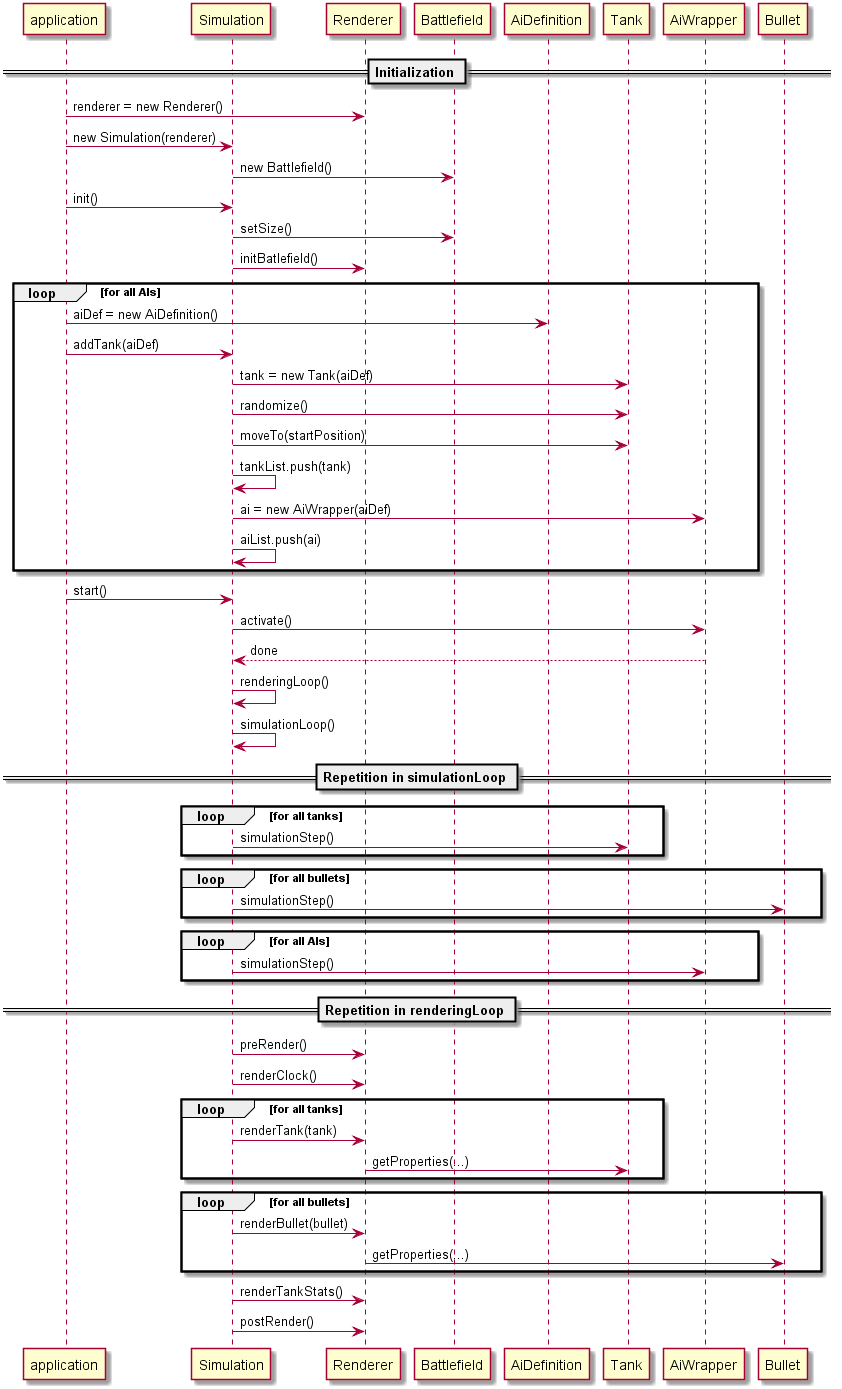 application Simulation Renderer Battlefield AiDefinition Tank AiWrapper Bullet
Initialization
renderer = new Renderer()
new Simulation(renderer)
new Battlefield()
init()
setSize()
initBatlefield()
loop [for all AIs]
aiDef = new AiDefinition()
addTank(aiDef)
tank = new Tank(aiDef)
randomize()
moveTo(startPosition)
tankList.push(tank)
ai = new AiWrapper(aiDef)
aiList.push(ai)
start()
activate()
done
renderingLoop()
simulationLoop()
Repetition in simulationLoop
loop [for all tanks]
simulationStep()
loop [for all bullets]
simulationStep()
loop [for all AIs]
simulationStep()
Repetition in renderingLoop
preRender()
renderClock()
loop [for all tanks]
renderTank(tank)
getProperties(...)
loop [for all bullets]
renderBullet(bullet)
getProperties(...)
renderTankStats()
postRender()
application Simulation Renderer Battlefield AiDefinition Tank AiWrapper Bullet